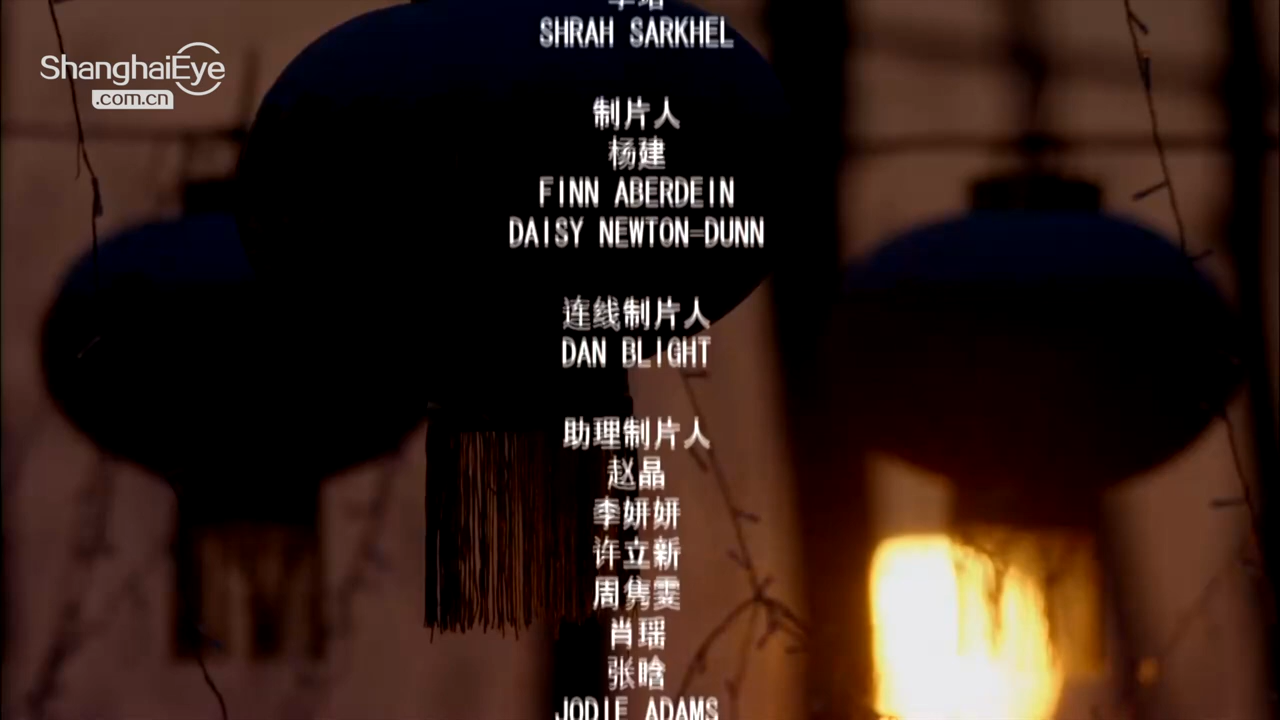 SHRAH SARKHEL
ShanghaiEye
.com.cn
制片人
杨建
FINN ABERDEIN
DAISY NEWTON-DUNN
连线制片人
DAN BLIGHT
助理制片人
赵晶
李妍妍
许立新
周隽雯
肖瑶
张晗
JODIE ADAMS